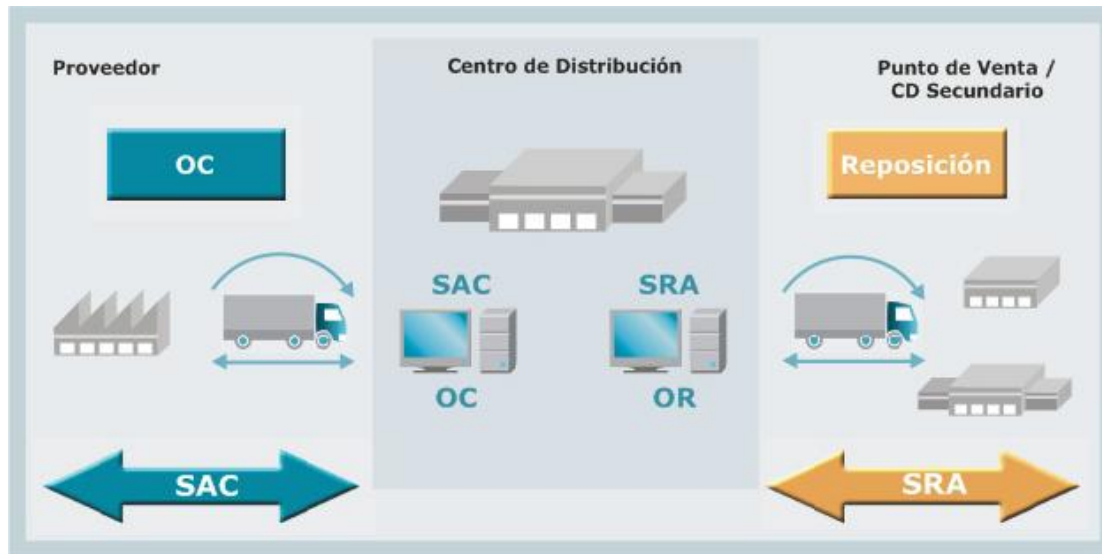 Proveedor
Centro de Distribución
Punto de Venta /
CD Secundario
OC
Reposición
SAC
SRA
OC
OR
SAC
SRA